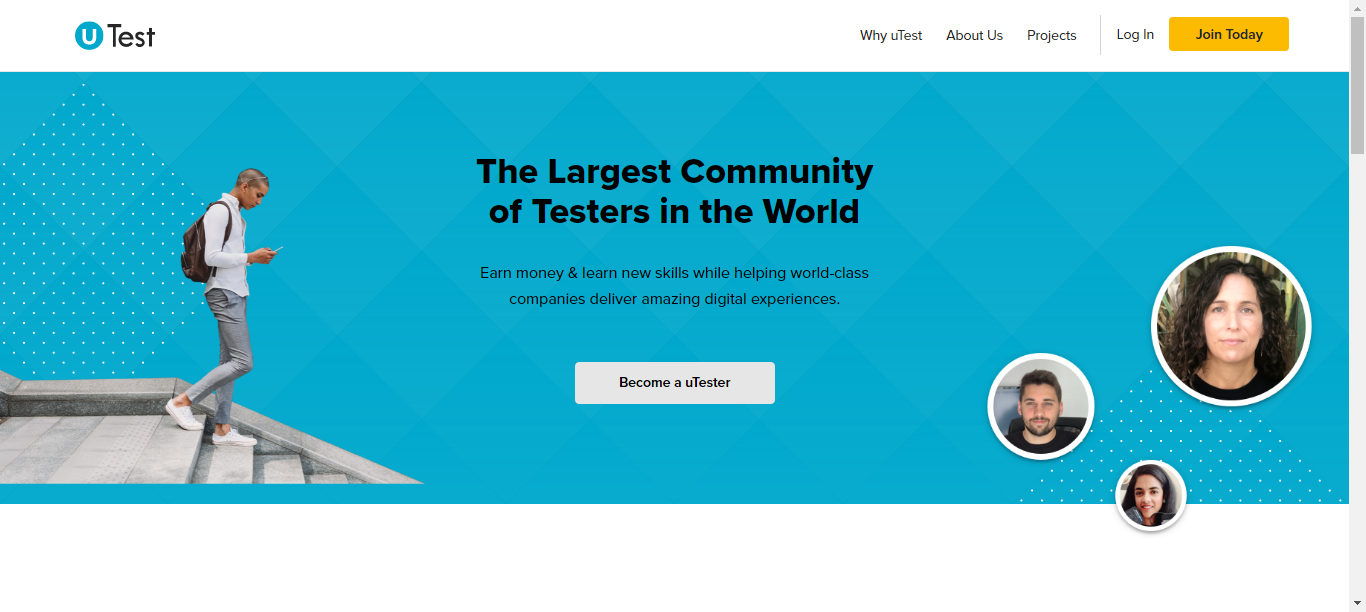 uTest
Why uTest
About Us
Projects
Log In
Join Today
The Largest Community
of Testers in the World
Earn money & learn new skills while helping world-class
companies deliver amazing digital experiences.
Become a uTester